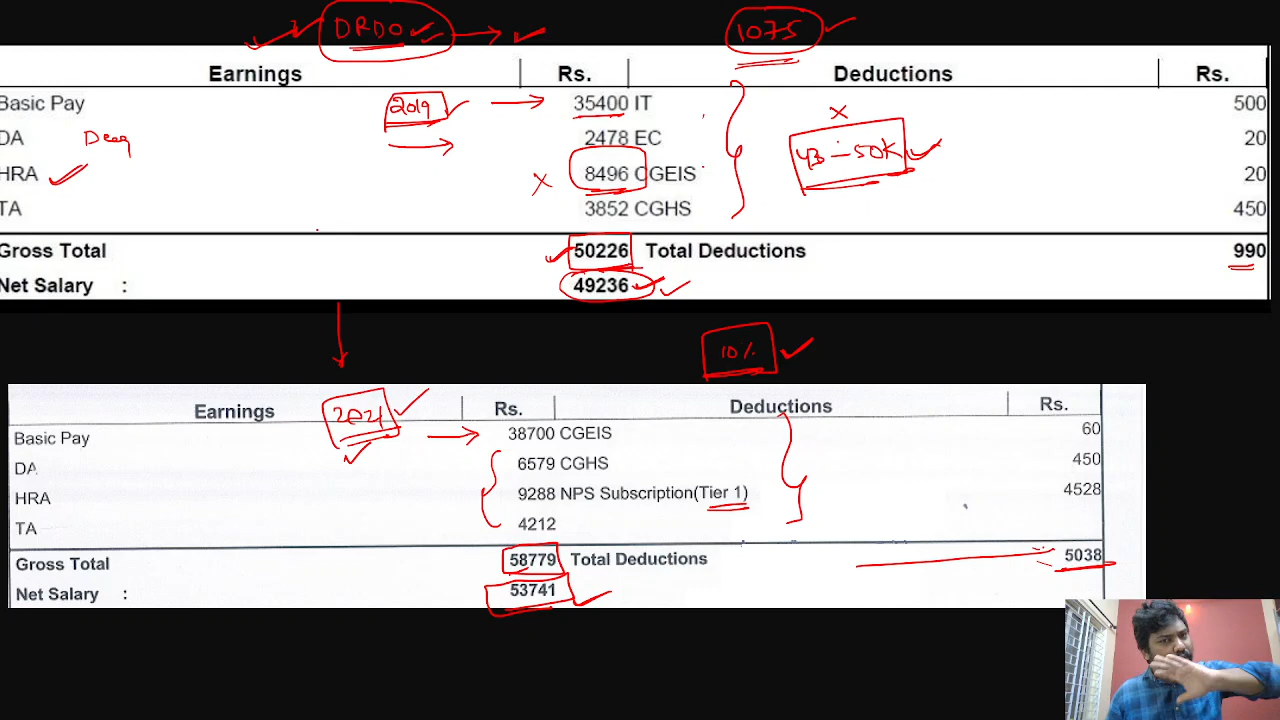 DRDO 1075
Earnings Rs. Deductions Rs.
Basic Pay 2019 35400 IT 500
DA 2478 EC 20
43-50K
HRA 8496 CGEIS 20
TA 3852 CGHS 450
Gross Total 50226 Total Deductions 990
Net Salary : 49236
10%
Earnings 2021 Rs. Deductions Rs.
Basic Pay 38700 CGEIS 60
DA 6579 CGHS 450
HRA 9288 NPS Subscription(Tier 1) 4528
TA 4212
Gross Total 58779 Total Deductions 5038
Net Salary : 53741